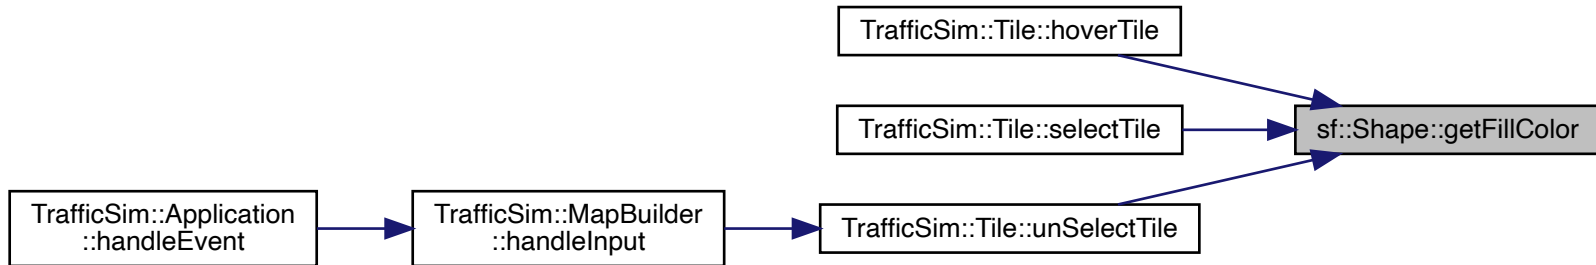 TrafficSim::Tile::hoverTile
TrafficSim::Tile::selectTile
sf::Shape::getFillColor
TrafficSim::Application
::handleEvent
TrafficSim::MapBuilder
::handleInput
TrafficSim::Tile::unSelectTile